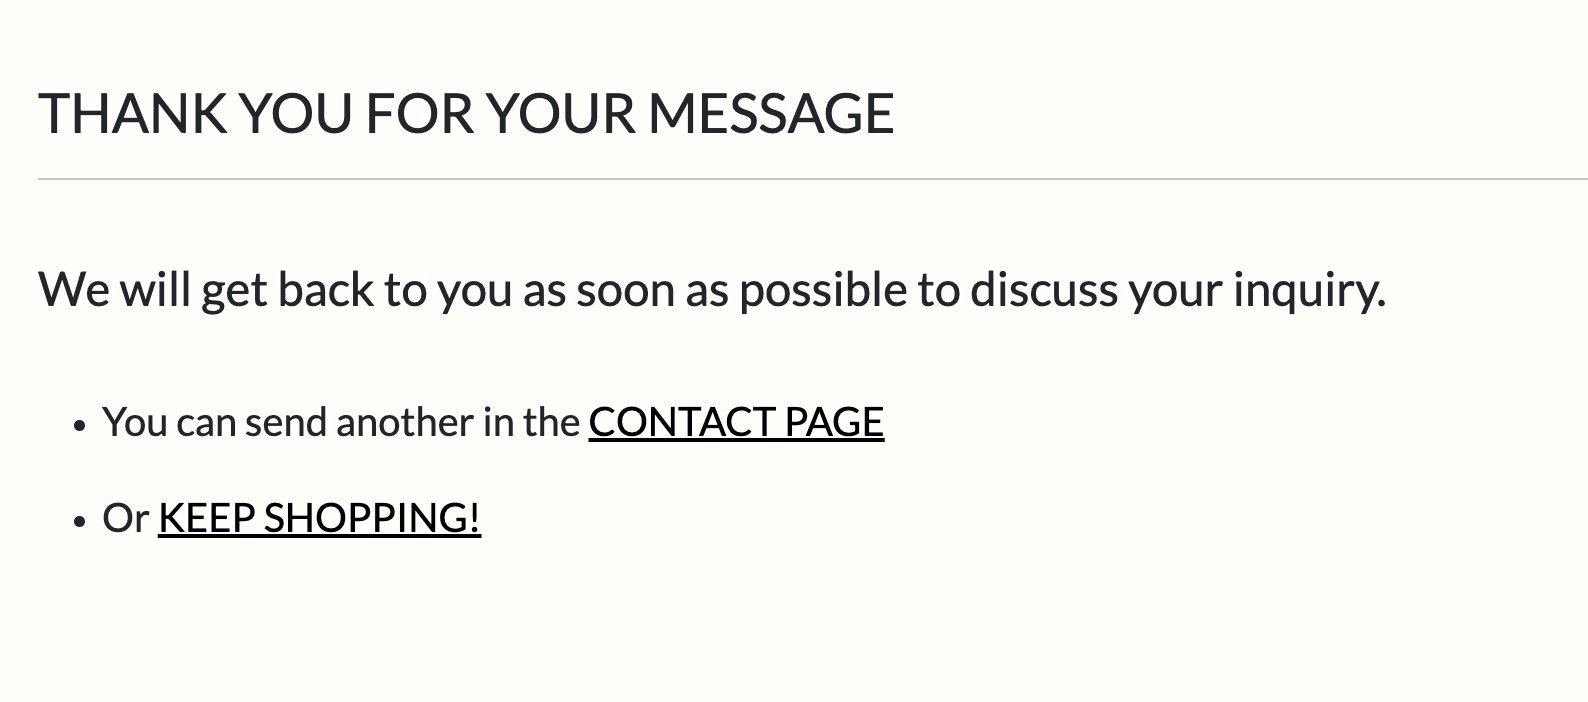 THANK YOU FOR YOUR MESSAGE
We will get back to you as soon as possible to discuss your inquiry.
• You can send another in the CONTACT PAGE
• Or KEEP SHOPPING!